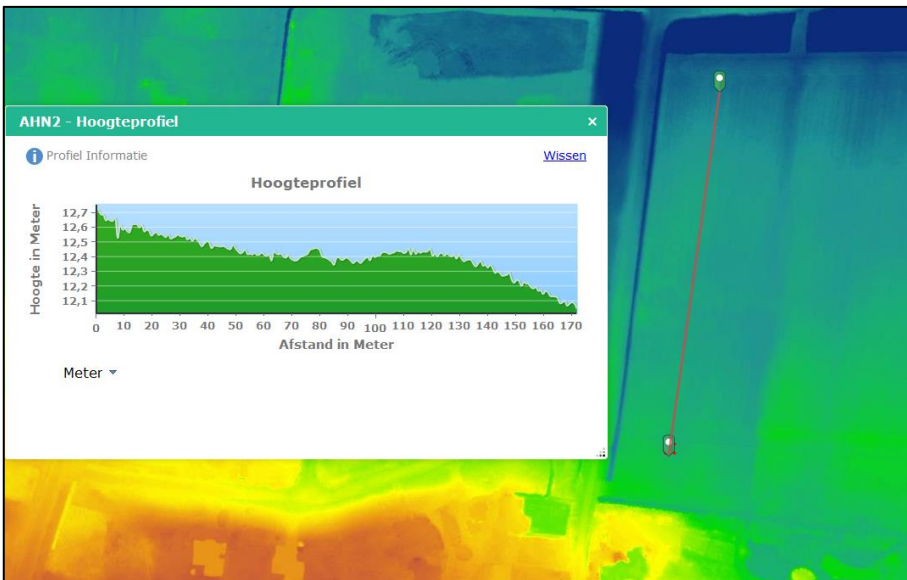 AHN2 - Hoogteprofiel ×
i Profiel Informatie Wissen
Hoogteprofiel
Hoogte in Meter
12,7
12,6
12,5
12,4
12,3
12,2
12,1
0 10 20 30 40 50 60 70 80 90 100 110 120 130 140 150 160 170
Afstand in Meter
Meter